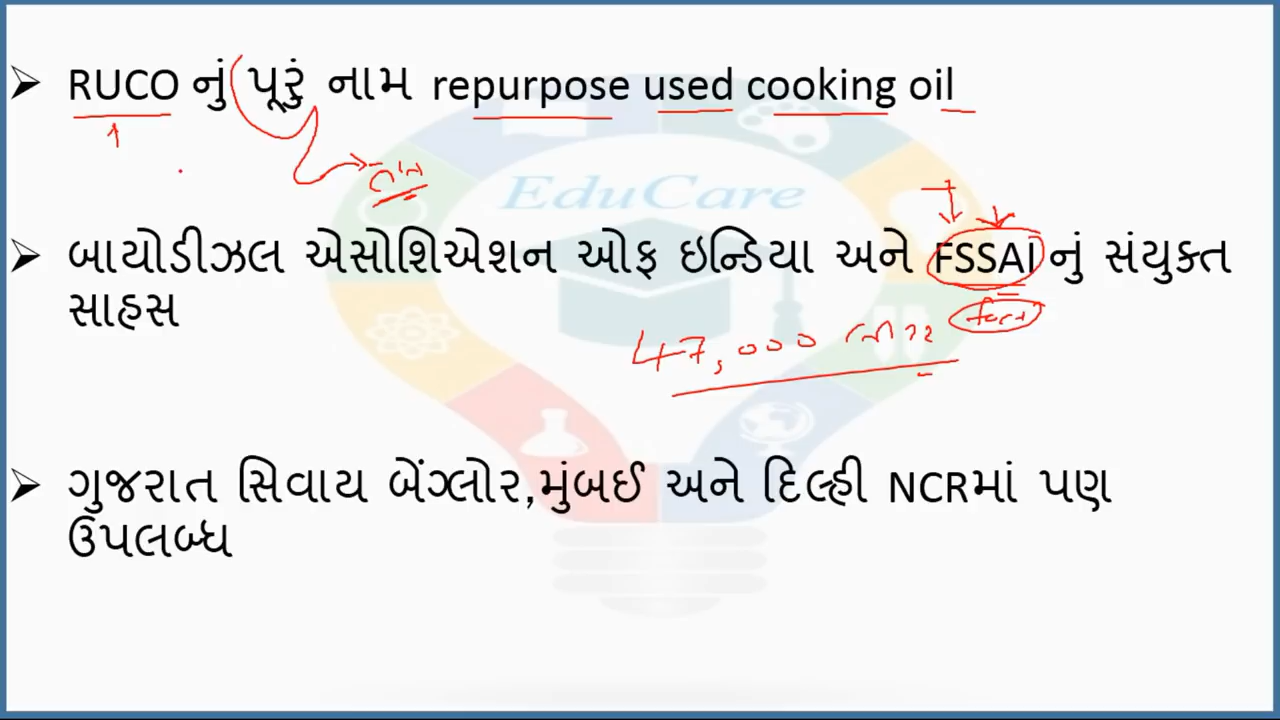 ➢ RUCO નું પૂરું નામ repurpose used cooking oil
EduCare
➢ બાયોડીઝલ એસોશિએશન ઓફ ઇન્ડિયા અને FSSAI નું સંયુક્ત
સાહસ
47,000
➢ ગુજરાત સિવાય બેંગ્લોર,મુંબઈ અને દિલ્હી NCRમાં પણ
ઉપલબ્ધ